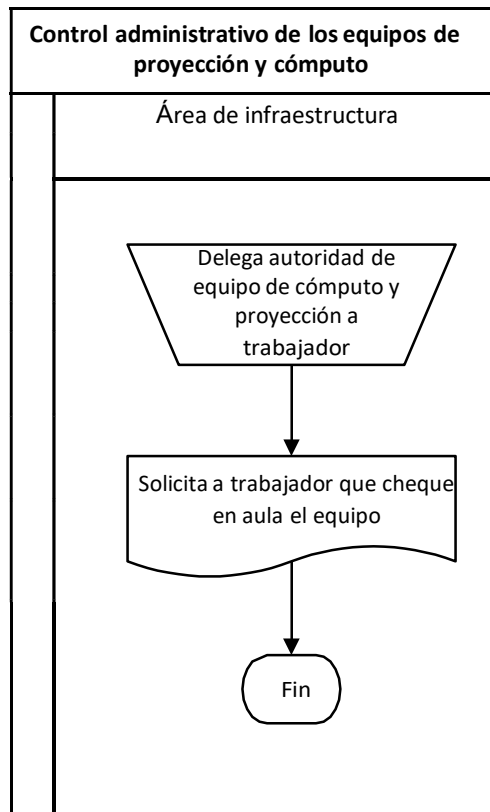 Control administrativo de los equipos de
proyección y cómputo
Área de infraestructura
Delega autoridad de
equipo de cómputo y
proyección a
trabajador
Solicita a trabajador que cheque
en aula el equipo
Fin